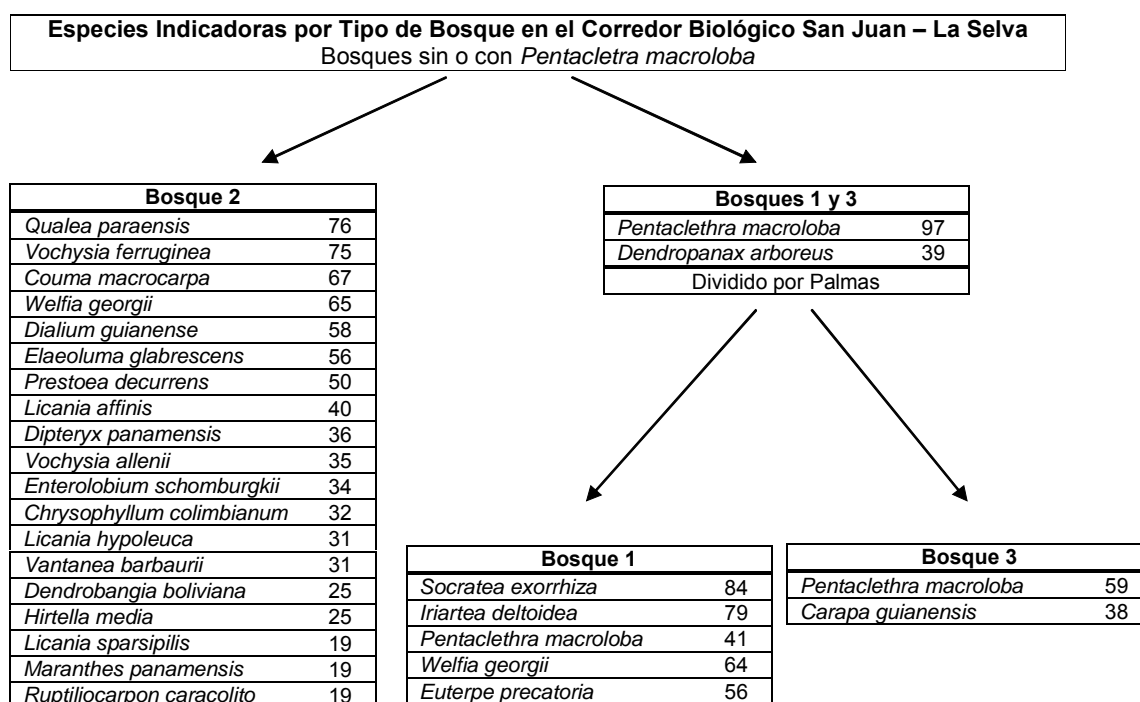 Especies Indicadoras por Tipo de Bosque en el Corredor Biológico San Juan – La Selva
Bosques sin o con Pentacletra macroloba
Bosque 2
Qualea paraensis 76
Vochysia ferruginea 75
Couma macrocarpa 67
Welfia georgii 65
Dialium guianense 58
Elaeoluma glabrescens 56
Prestoea decurrens 50
Licania affinis 40
Dipteryx panamensis 36
Vochysia allenii 35
Enterolobium schomburgkii 34
Chrysophyllum colimbianum 32
Licania hypoleuca 31
Vantanea barbaurii 31
Dendrobangia boliviana 25
Hirtella media 25
Licania sparsipilis 19
Maranthes panamensis 19
Ruptiliocarpon caracolito 19
Bosques 1 y 3
Pentaclethra macroloba 97
Dendropanax arboreus 39
Dividido por Palmas
Bosque 1
Socratea exorrhiza 84
Iriartea deltoidea 79
Pentaclethra macroloba 41
Welfia georgii 64
Euterpe precatoria 56
Bosque 3
Pentaclethra macroloba 59
Carapa guianensis 38